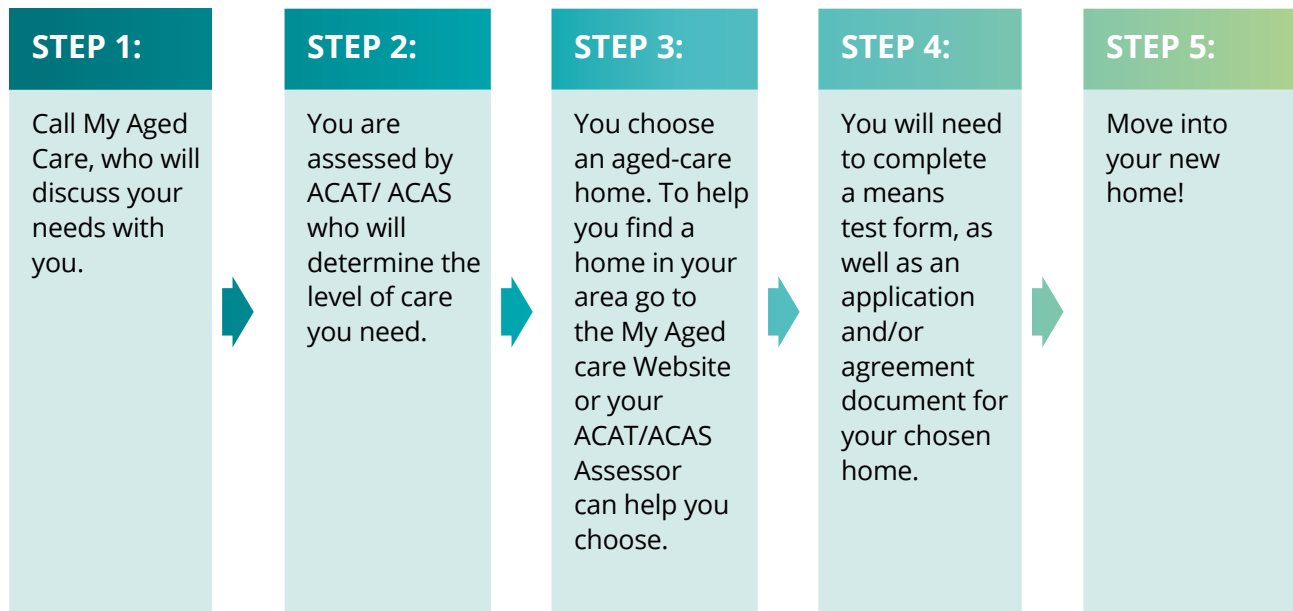 STEP 1:
Call My Aged
Care, who will
discuss your
needs with
you.
STEP 2:
You are
assessed by
ACAT/ ACAS
who will
determine the
level of care
you need.
STEP 3:
You choose
an aged-care
home. To help
you find a
home in your
area go to
the My Aged
care Website
or your
ACAT/ACAS
Assessor
can help you
choose.
STEP 4:
You will need
to complete
a means
test form, as
well as an
application
and/or
agreement
document for
your chosen
home.
STEP 5:
Move into
your new
home!